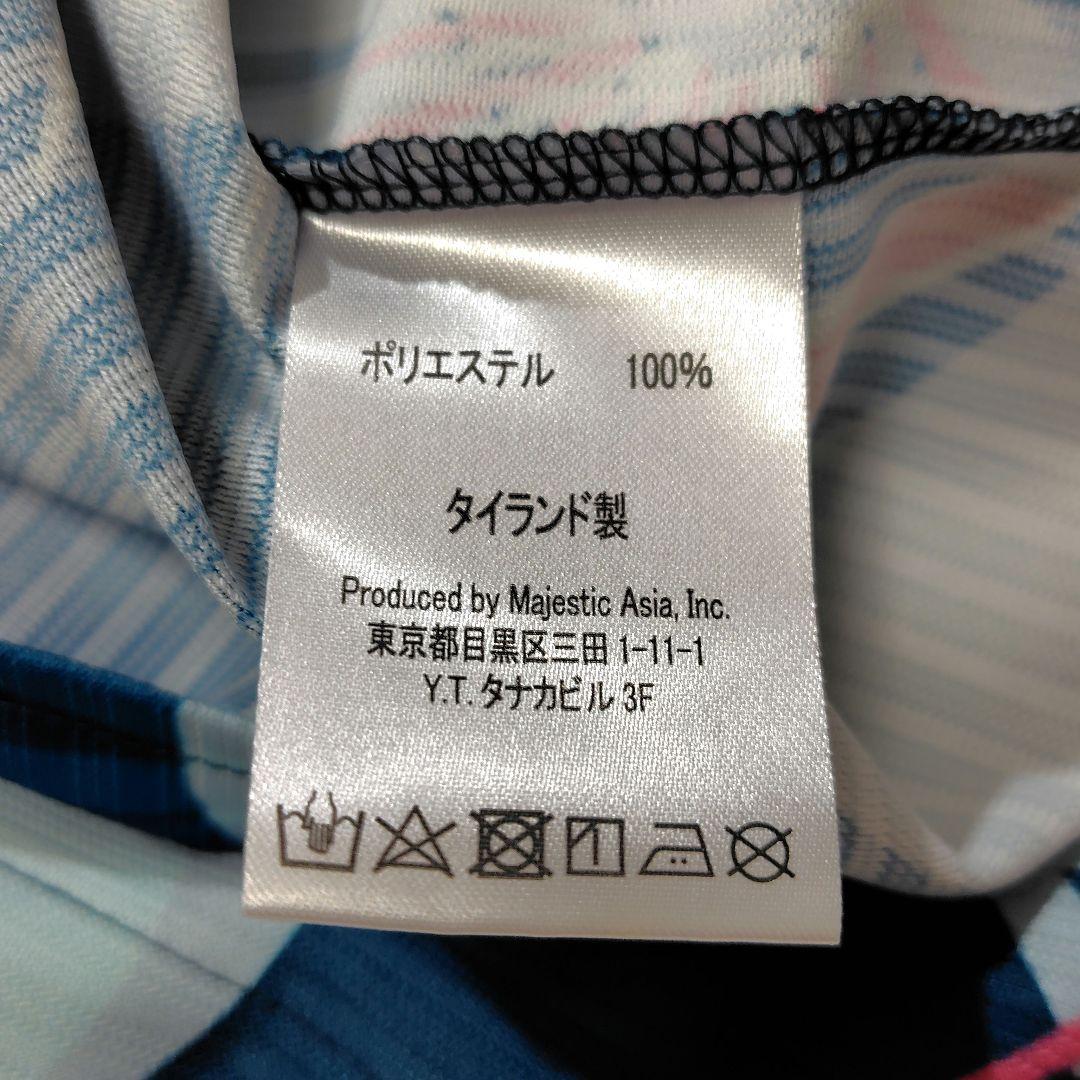 ポリエステル 100%
タイランド製
Produced by Majestic Asia, Inc.
東京都目黒区三田 1-11-1
Y.T. タナカビル 3F